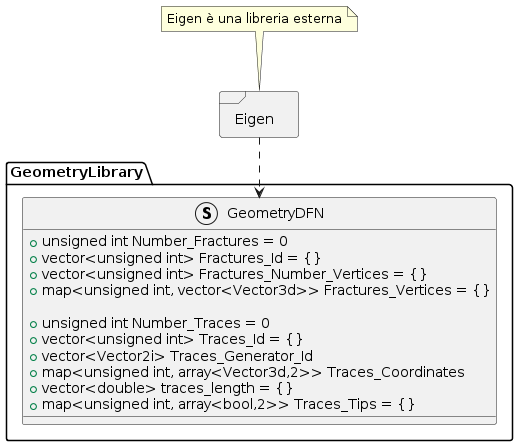 Eigen è una libreria esterna
Eigen
GeometryLibrary
S GeometryDFN
unsigned int Number_Fractures = 0
vector<unsigned int> Fractures_Id = {}
vector<unsigned int> Fractures_Number_Vertices = {}
map<unsigned int, vector<Vector3d>> Fractures_Vertices = {}
unsigned int Number_Traces = 0
vector<unsigned int> Traces_Id = {}
vector<Vector2i> Traces_Generator_Id
map<unsigned int, array<Vector3d,2>> Traces_Coordinates
vector<double> traces_length = {}
map<unsigned int, array<bool,2>> Traces_Tips = {}